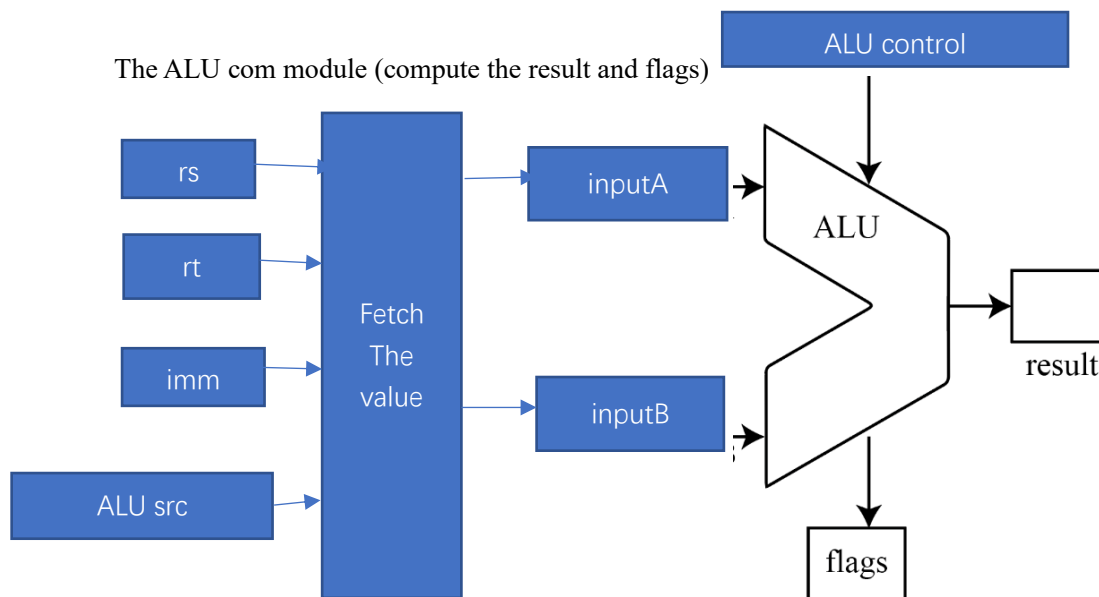 ALU control
The ALU com module (compute the result and flags)
rs
inputA
rt
ALU
Fetch
The
value
imm
result
inputB
ALU src
flags